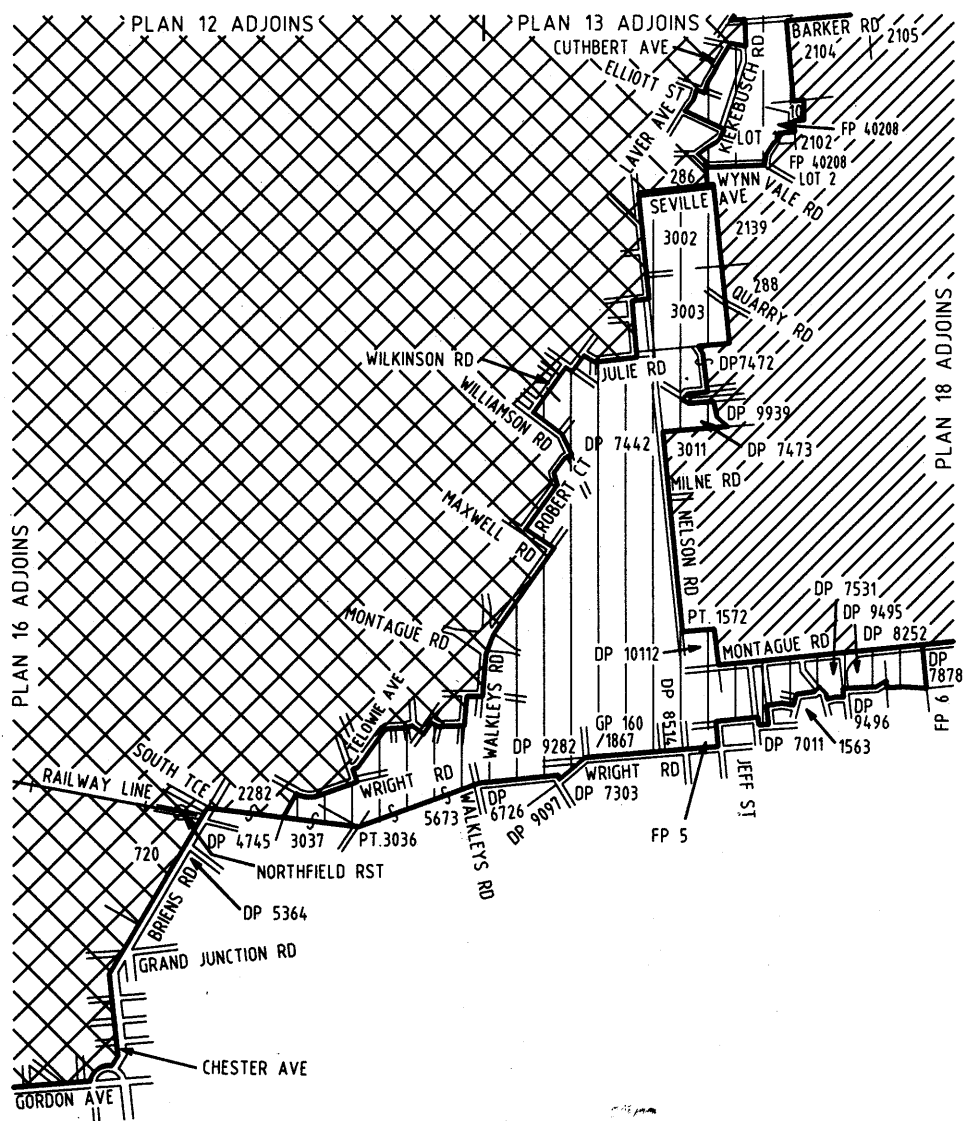 PLAN 12 ADJOINS
PLAN 13 ADJOINS
CUTHBERT AVE
ELLIOTT ST
LAVER AVE
KIEKEBUSCH RD
BARKER RD
2104
2105
10
LOT
FP 40208
2102
FP 40208
LOT 2
286
WYNN VALE RD
SEVILLE AVE
3002
2139
288
QUARRY RD
3003
PLAN 18 ADJOINS
WILKINSON RD
JULIE RD
DP7472
WILLIAMSON RD
DP 9939
DP 7442
3011
DP 7473
ROBERT CT
MILNE RD
MAXWELL RD
NELSON RD
PLAN 16 ADJOINS
MONTAGUE RD
PT. 1572
DP 7531
DP 9495
DP 8252
MONTAGUE RD
DP 10112
DP
7878
FP 6
LELOWIE AVE
WALKLEYS RD
DP 8514
DP 9282
GP 160
/1867
DP
9496
DP 7011
1563
SOUTH TCE
RAILWAY LINE
2282
WRIGHT RD
WRIGHT RD
JEFF ST
DP 4745
3037
PT.3036
5673
DP
6726
DP 9097
DP
7303
WALKLEYS RD
FP 5
720
NORTHFIELD RST
BRIENS RD
DP 5364
GRAND JUNCTION RD
CHESTER AVE
GORDON AVE